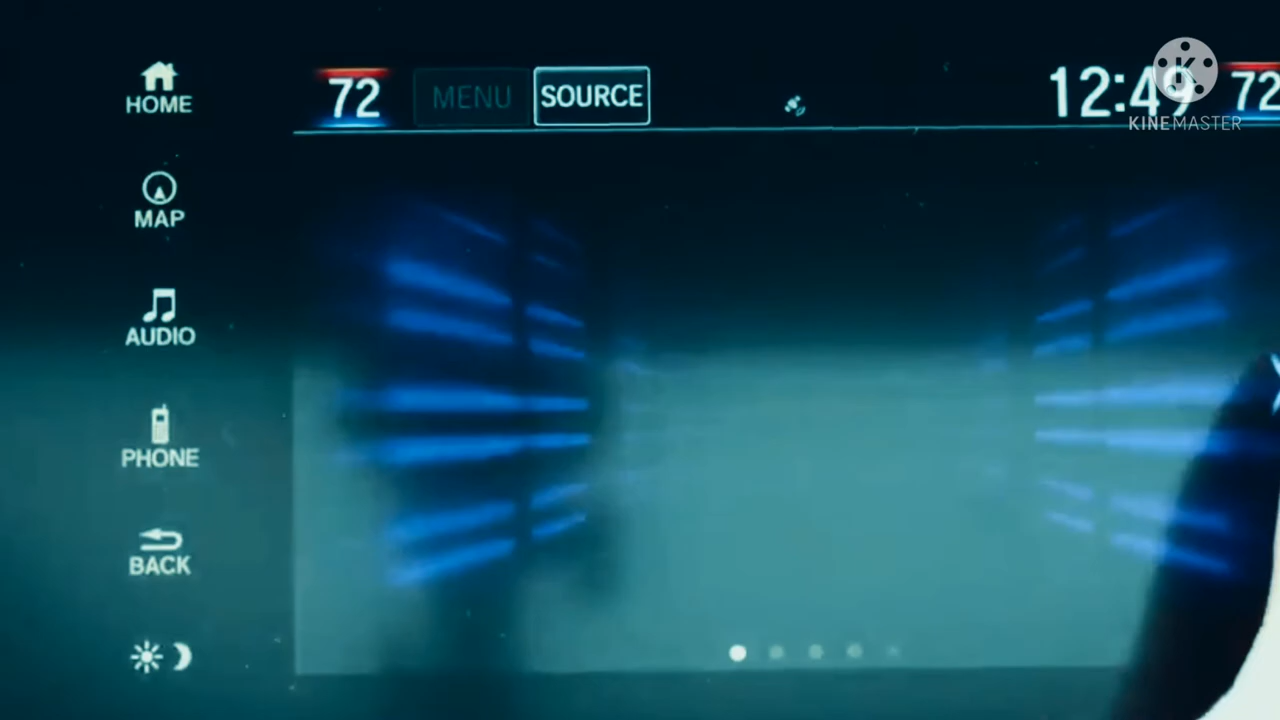 HOME
72
MENU
SOURCE
12:49
72
KINEMASTER
MAP
AUDIO
PHONE
BACK